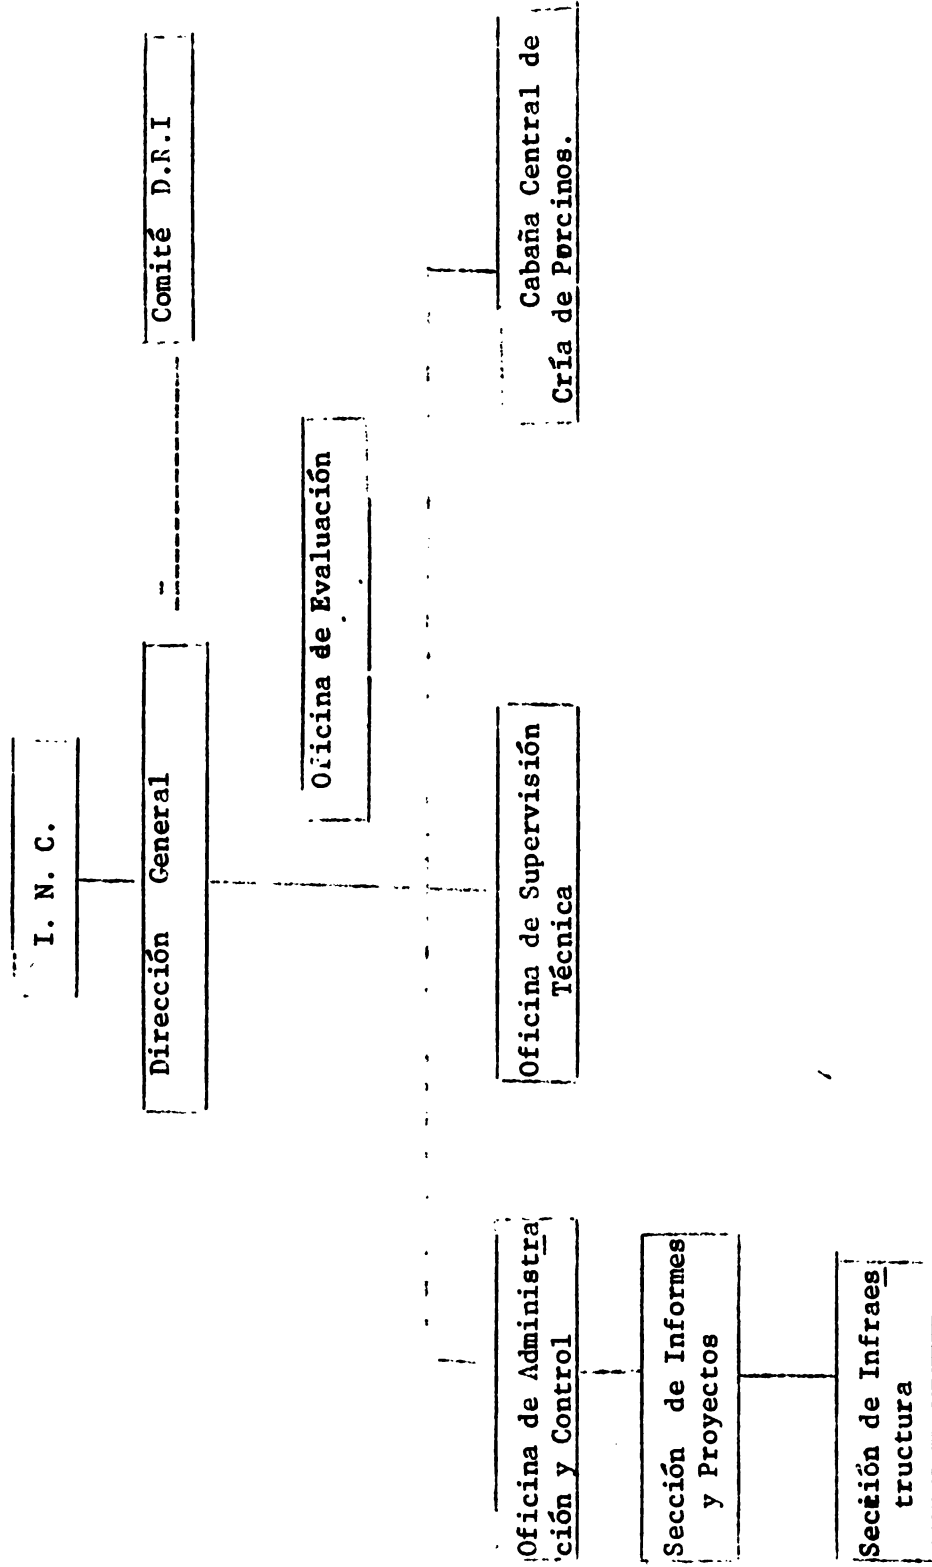 I. N. C.
Dirección General
Comité D.R.I
Oficina de Evaluación
Oficina de Administra
ción y Control
Oficina de Supervisión
Técnica
Cabaña Central de
Cría de Porcinos.
Sección de Informes
y Proyectos
Sección de Infraes
tructura